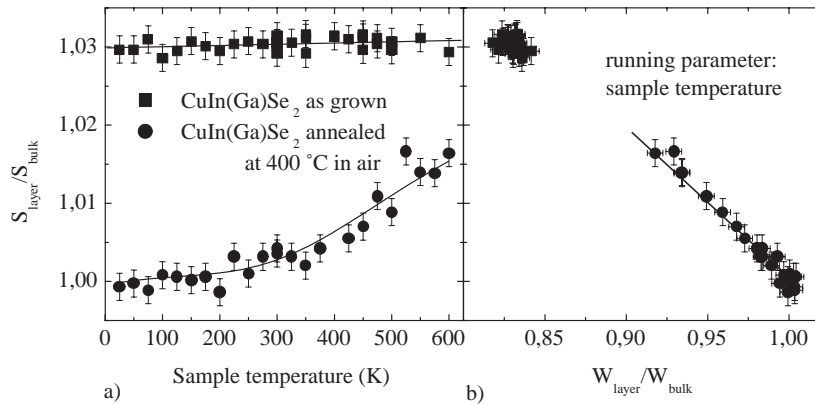 S_layer/S_bulk
1,03
1,02
1,01
1,00
CuIn(Ga)Se_2 as grown
CuIn(Ga)Se_2 annealed
at 400 °C in air
0 100 200 300 400 500 600
Sample temperature (K)
a)
running parameter:
sample temperature
0,85 0,90 0,95 1,00
W_layer/W_bulk
b)